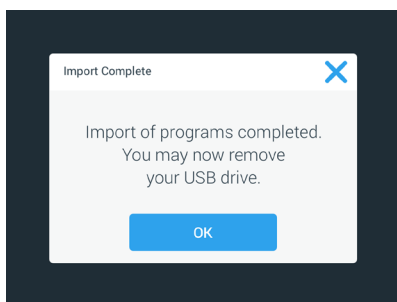 Import Complete
Import of programs completed.
You may now remove
your USB drive.
OK